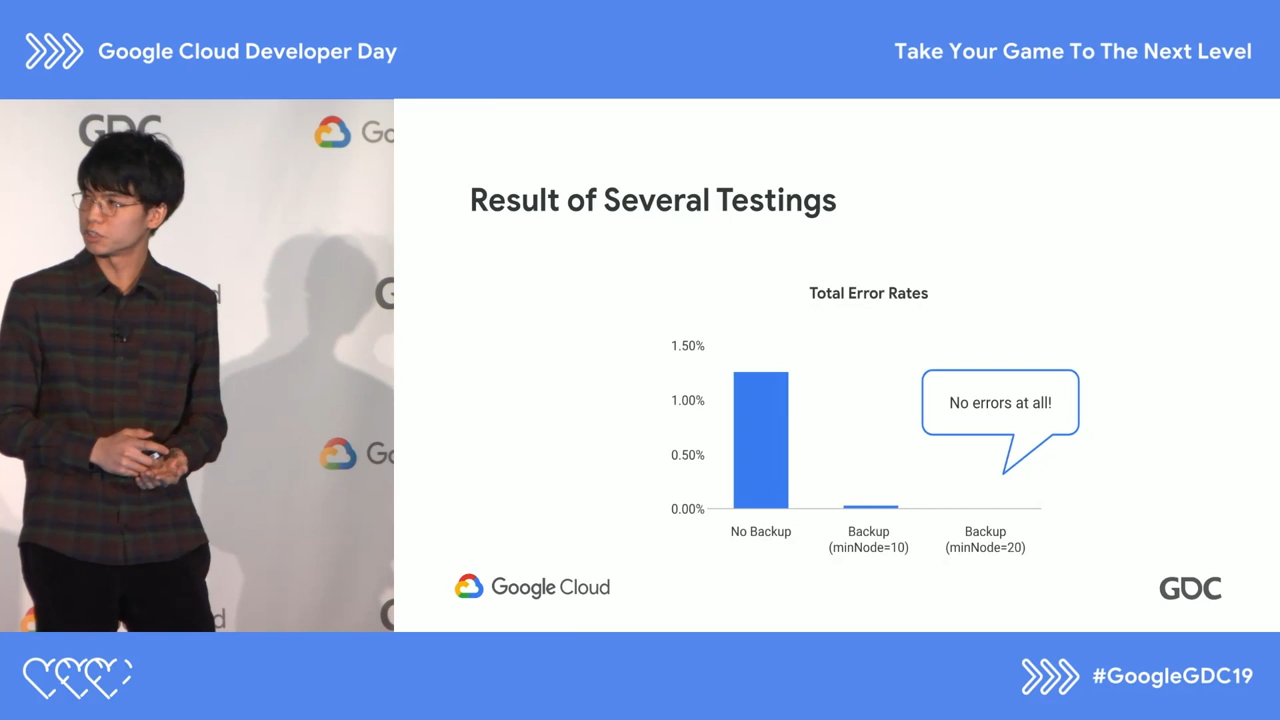 Google Cloud Developer Day
Take Your Game To The Next Level
GDC
Go
Result of Several Testings
Total Error Rates
1.50%
1.00%
0.50%
0.00%
No errors at all!
No Backup
Backup
(minNode=10)
Backup
(minNode=20)
Google Cloud
GDC
#GoogleGDC19